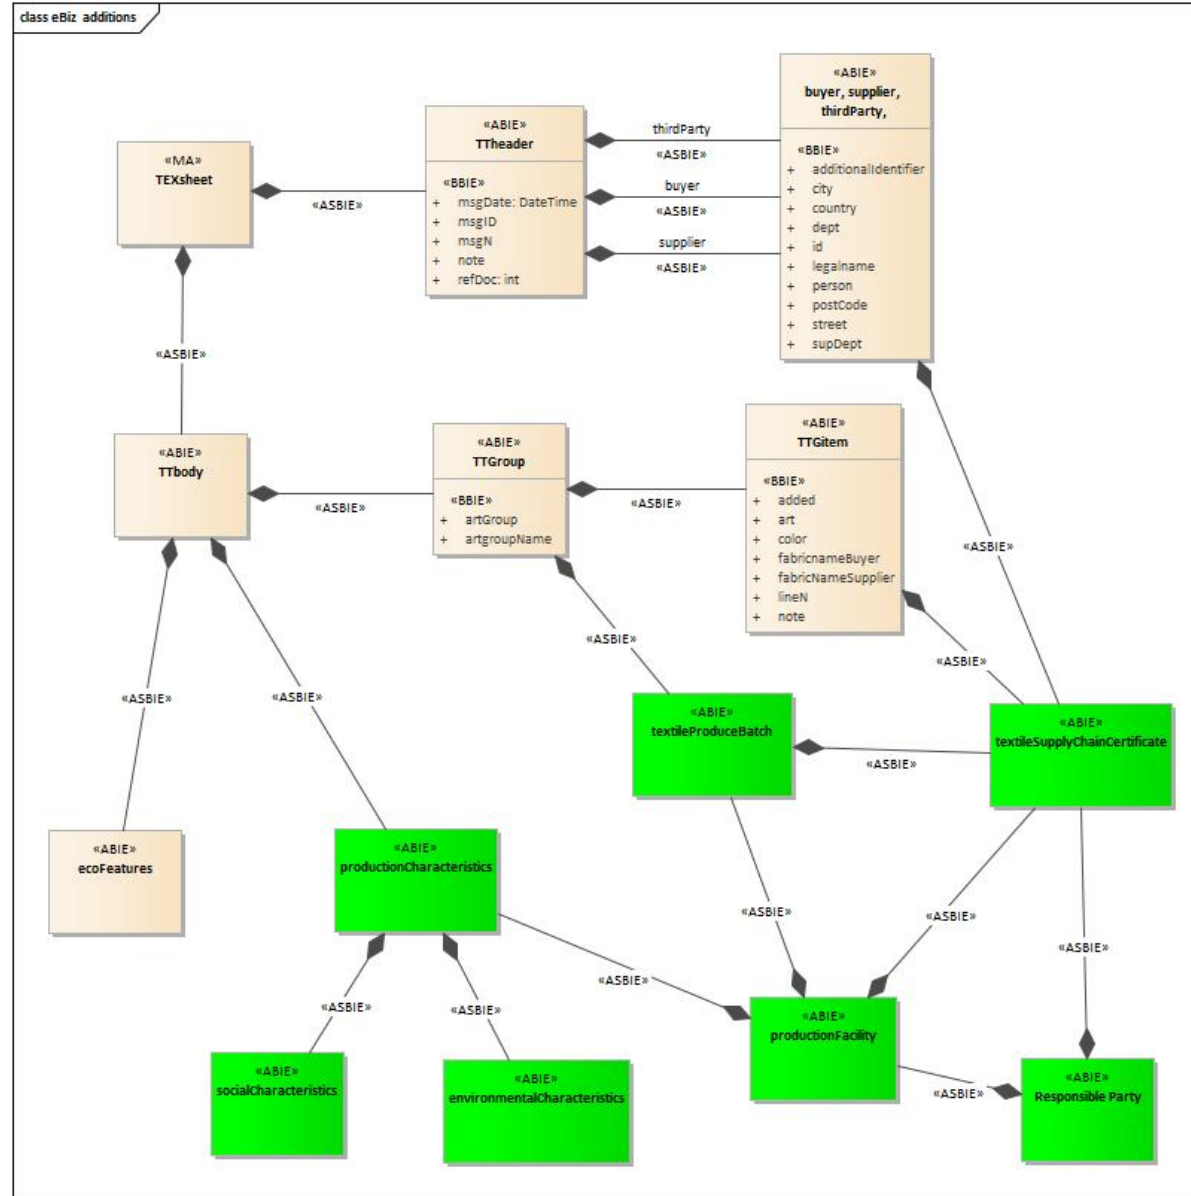 class eBiz additions
«MA»
TEXsheet
«ASBIE»
«ABIE»
TTheader
«BBIE»
+ msgDate: DateTime
+ msgID
+ msgN
+ note
+ refDoc: int
thirdParty
«ASBIE»
buyer
«ASBIE»
supplier
«ASBIE»
«ABIE»
buyer, supplier,
thirdParty,
«BBIE»
+ additionalIdentifier
+ city
+ country
+ dept
+ id
+ legalname
+ person
+ postCode
+ street
+ supDept
«ASBIE»
«ABIE»
TTbody
«ASBIE»
«ABIE»
TTGroup
«BBIE»
+ artGroup
+ artgroupName
«ASBIE»
«ABIE»
TTGitem
«BBIE»
+ added
+ art
+ color
+ fabricnameBuyer
+ fabricNameSupplier
+ lineN
+ note
«ASBIE»
«ASBIE»
«ASBIE»
«ASBIE»
«ASBIE»
«ABIE»
textileProduceBatch
«ASBIE»
«ABIE»
textileSupplyChainCertificate
«ABIE»
ecoFeatures
«ABIE»
productionCharacteristics
«ASBIE»
«ASBIE»
«ASBIE»
«ASBIE»
«ASBIE»
«ASBIE»
«ABIE»
socialCharacteristics
«ABIE»
environmentalCharacteristics
«ABIE»
productionFacility
«ASBIE»
«ABIE»
Responsible Party